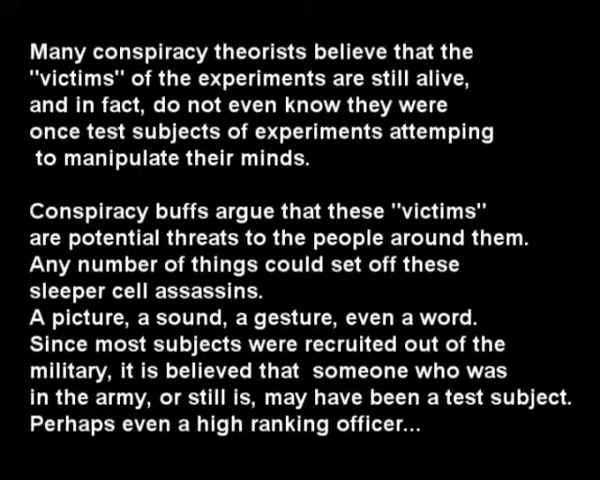 Many conspiracy theorists believe that the
"victims" of the experiments are still alive,
and in fact, do not even know they were
once test subjects of experiments attemping
to manipulate their minds.
Conspiracy buffs argue that these "victims"
are potential threats to the people around them.
Any number of things could set off these
sleeper cell assassins.
A picture, a sound, a gesture, even a word.
Since most subjects were recruited out of the
military, it is believed that someone who was
in the army, or still is, may have been a test subject.
Perhaps even a high ranking officer...